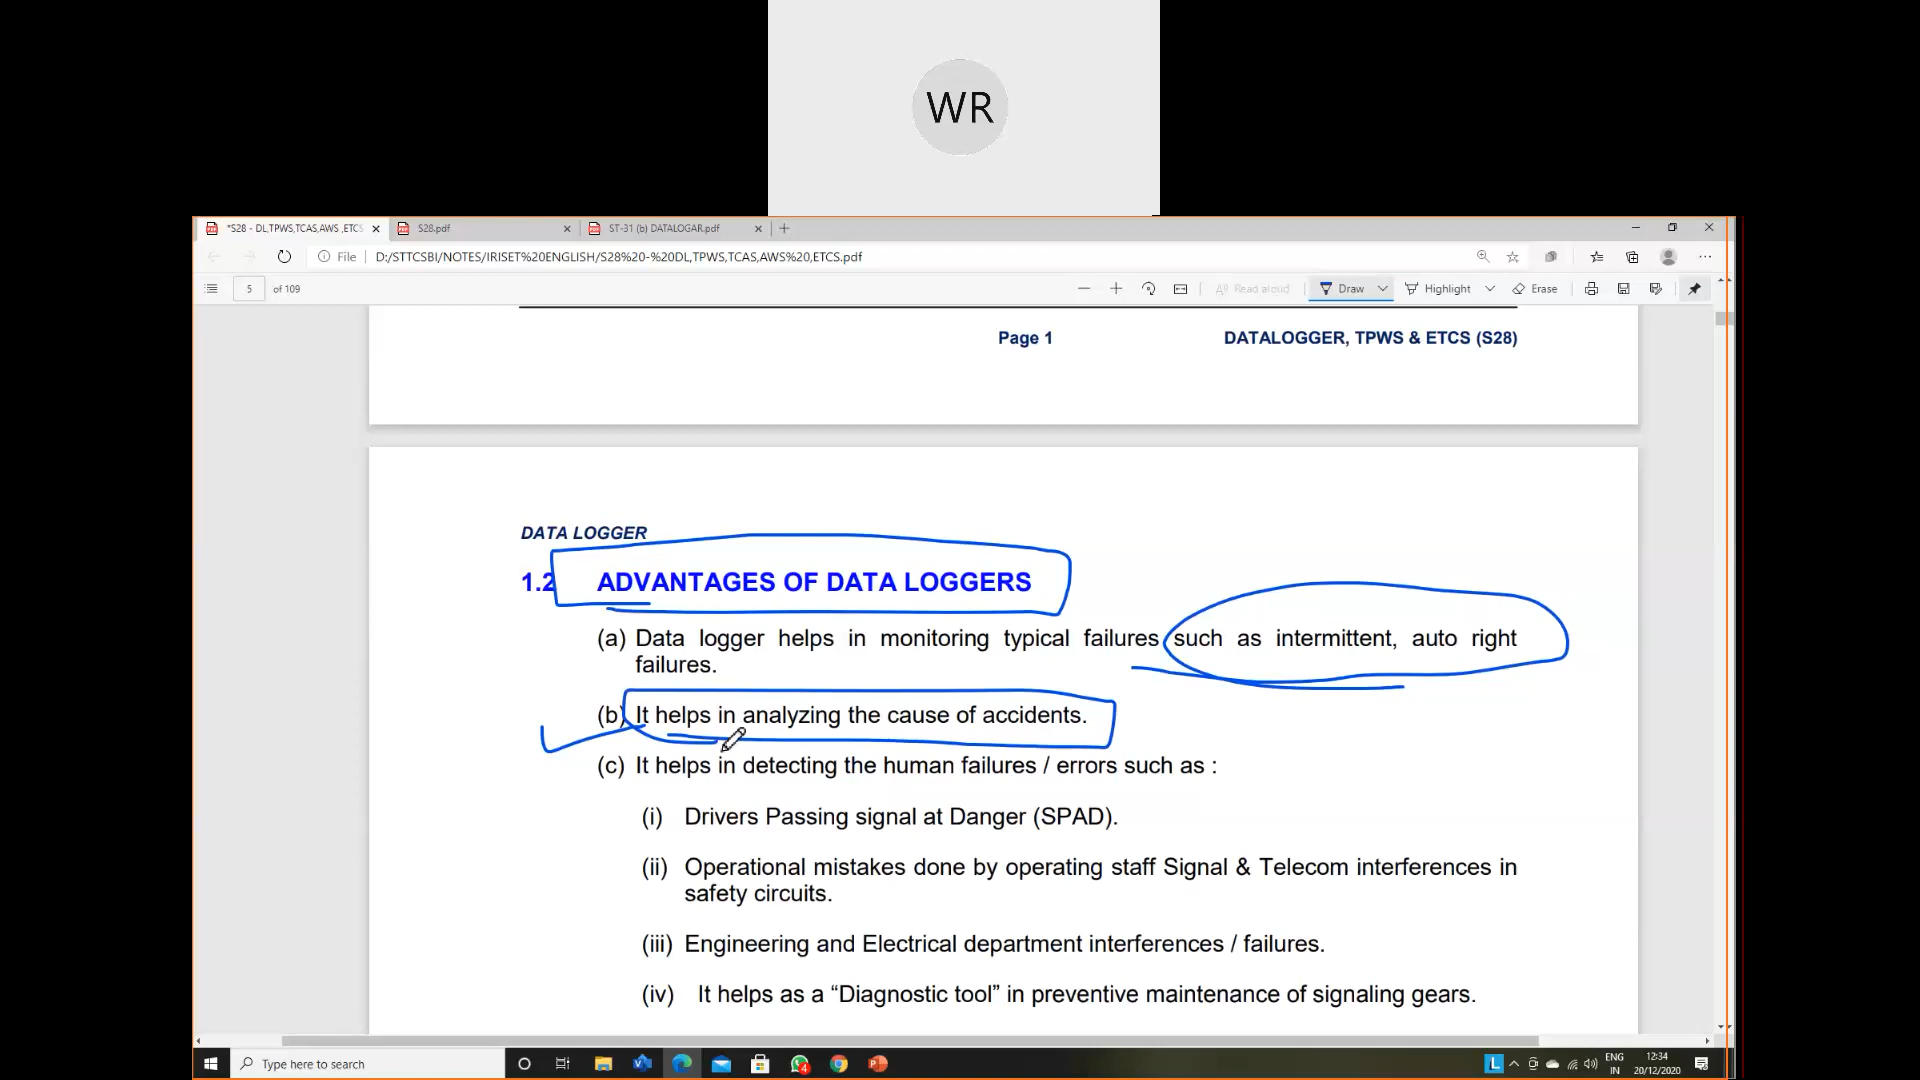 WR
*S28 - DL,TPWS,TCAS,AWS ,ETCS
S28.pdf
ST-31 (b) DATALOGAR.pdf
File
D:/STTCSBI/NOTES/IRISET%20ENGLISH/S28%20-%20DL,TPWS,TCAS,AWS%20,ETCS.pdf
5 of 109
Read aloud
Draw
Highlight
Erase
Page 1
DATALOGGER, TPWS & ETCS (S28)
DATA LOGGER
1.2 ADVANTAGES OF DATA LOGGERS
(a) Data logger helps in monitoring typical failures such as intermittent, auto right
failures.
(b) It helps in analyzing the cause of accidents.
(c) It helps in detecting the human failures / errors such as :
(i) Drivers Passing signal at Danger (SPAD).
(ii) Operational mistakes done by operating staff Signal & Telecom interferences in
safety circuits.
(iii) Engineering and Electrical department interferences / failures.
(iv) It helps as a “Diagnostic tool” in preventive maintenance of signaling gears.
Type here to search
4
L
ENG
IN
12:34
20/12/2020